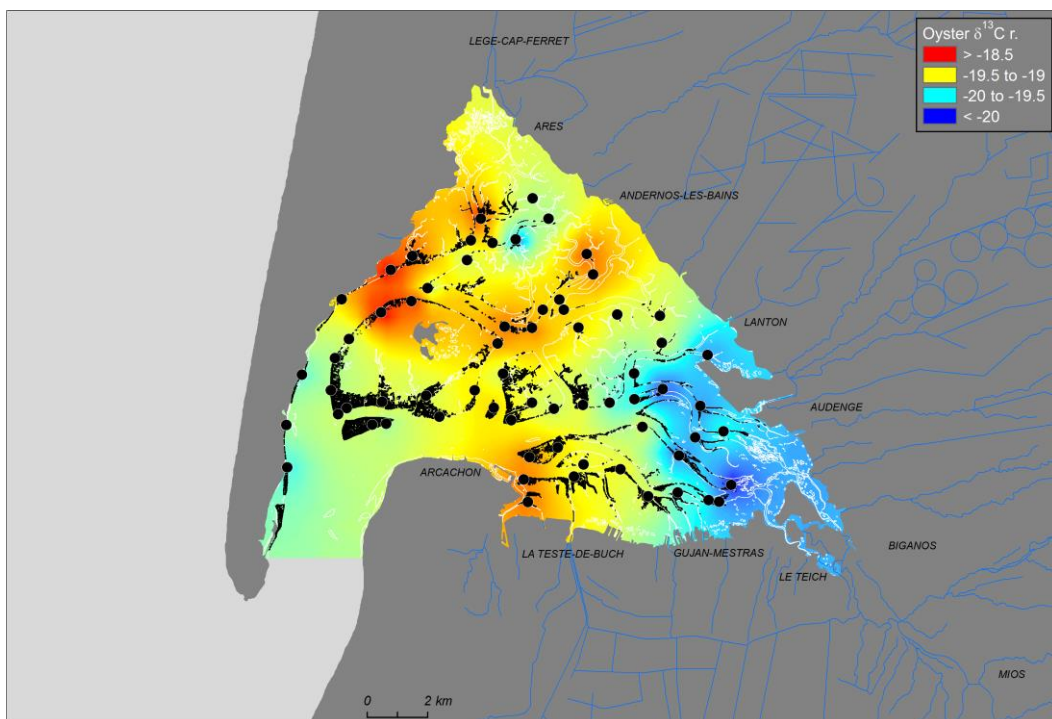 Oyster δ¹³C r.
> -18.5
-19.5 to -19
-20 to -19.5
< -20
LEGE-CAP-FERRET
ARES
ANDERNOS-LES-BAINS
LANTON
AUDENGE
ARCACHON
LA TESTE-DE-BUCH
GUJAN-MESTRAS
BIGANOS
LE TEICH
MIOS
0 2 km